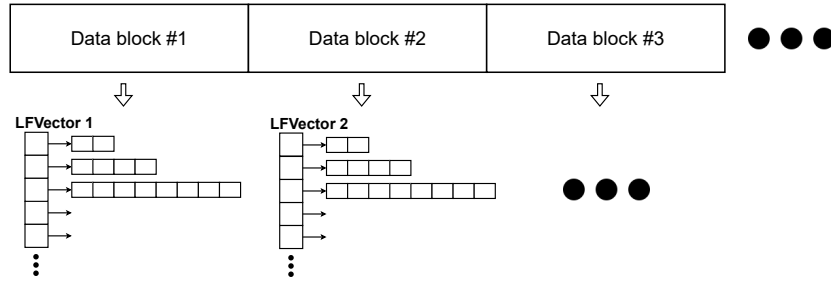 Data block #1
Data block #2
Data block #3
LFVector 1
LFVector 2